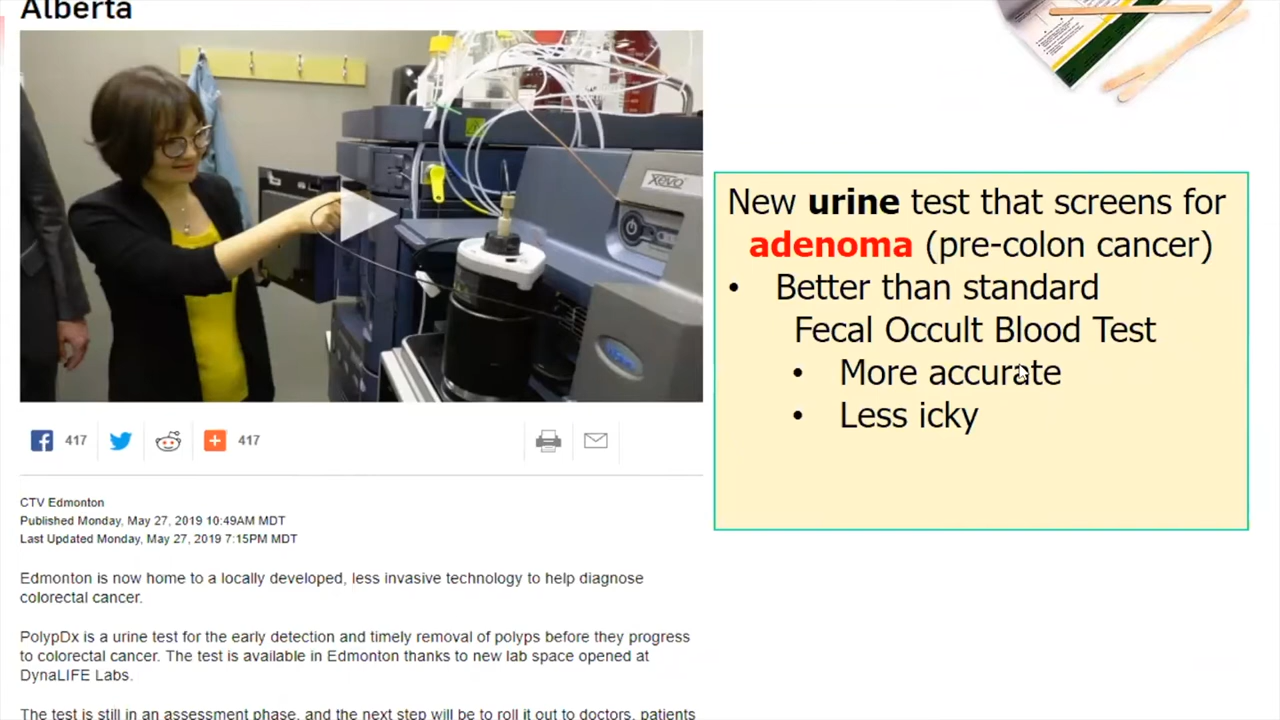 Alberta
XEVO
417
417
CTV Edmonton
Published Monday, May 27, 2019 10:49AM MDT
Last Updated Monday, May 27, 2019 7:15PM MDT
Edmonton is now home to a locally developed, less invasive technology to help diagnose
colorectal cancer.
PolypDx is a urine test for the early detection and timely removal of polyps before they progress
to colorectal cancer. The test is available in Edmonton thanks to new lab space opened at
DynaLIFE Labs.
The test is still in an assessment phase, and the next step will be to roll it out to doctors, patients
New urine test that screens for
adenoma (pre-colon cancer)
• Better than standard
Fecal Occult Blood Test
• More accurate
• Less icky